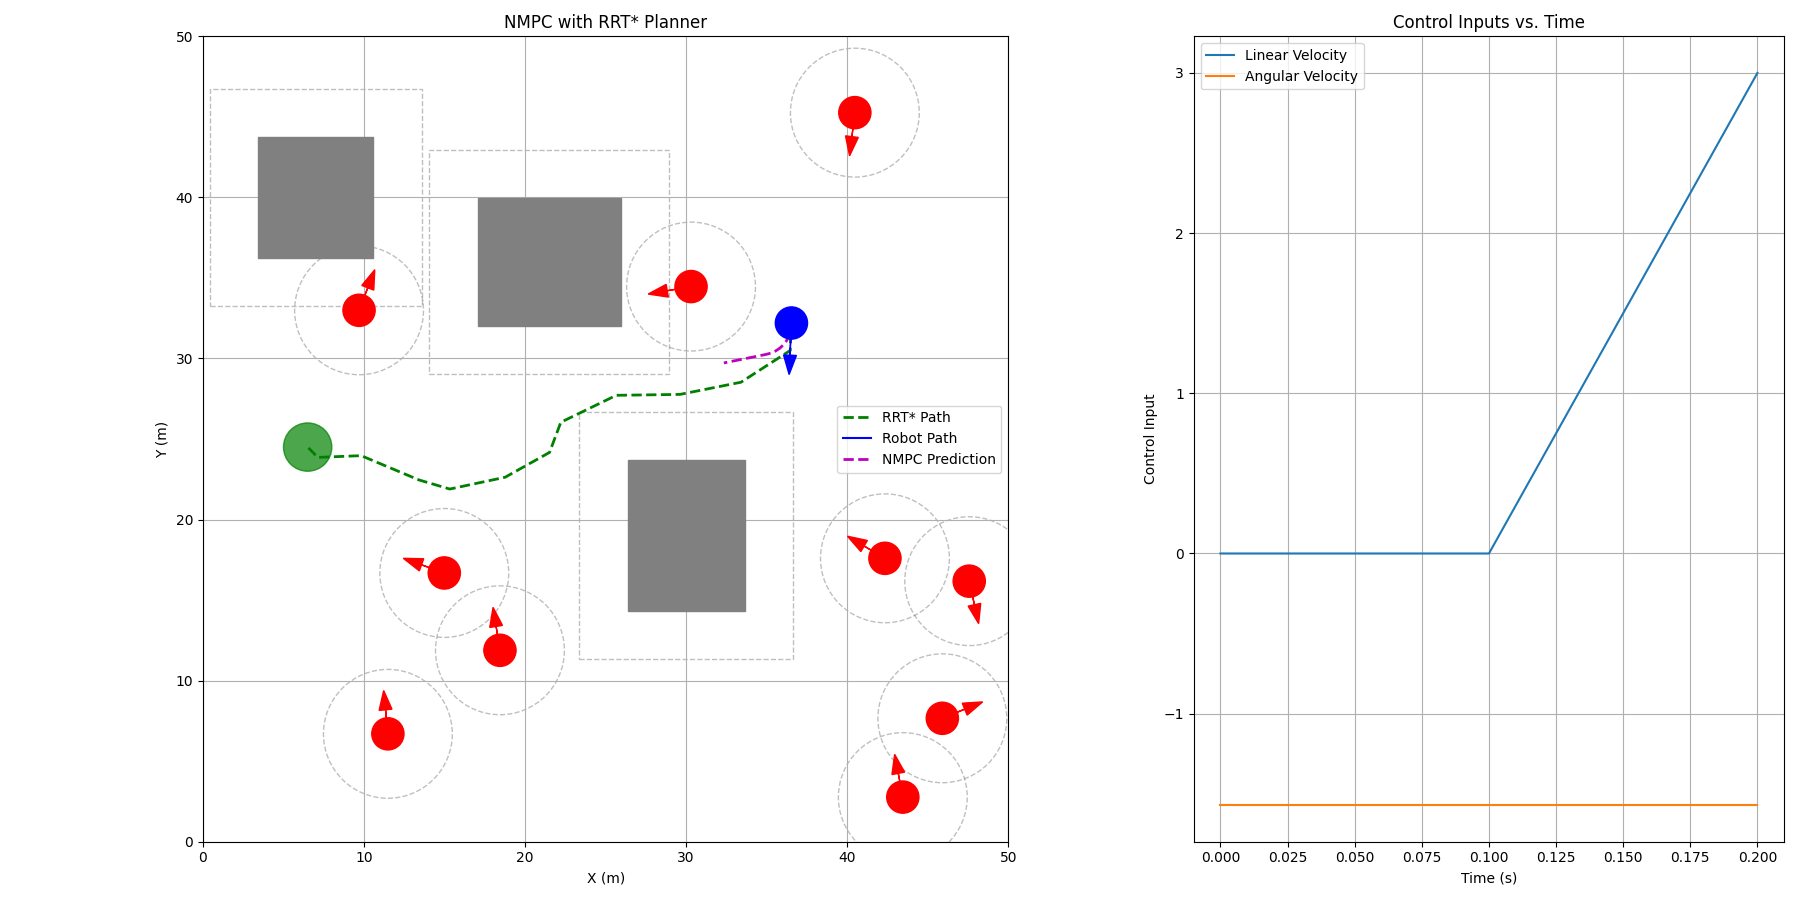 NMPC with RRT* Planner
50
40
30
20
10
0
Y (m)
0 10 20 30 40 50
X (m)
RRT* Path
Robot Path
NMPC Prediction
Control Inputs vs. Time
Linear Velocity
Angular Velocity
3
2
1
0
−1
Control Input
0.000 0.025 0.050 0.075 0.100 0.125 0.150 0.175 0.200
Time (s)